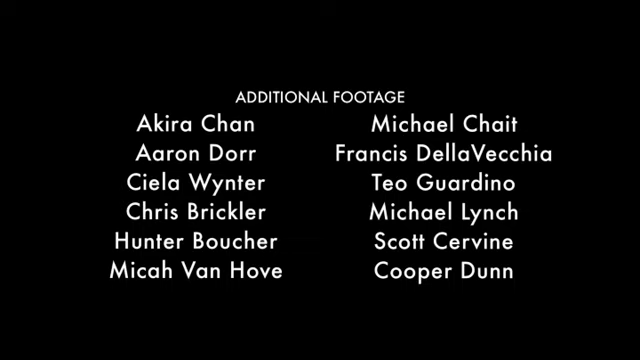 ADDITIONAL FOOTAGE
Akira Chan Michael Chait
Aaron Dorr Francis DellaVecchia
Ciela Wynter Teo Guardino
Chris Brickler Michael Lynch
Hunter Boucher Scott Cervine
Micah Van Hove Cooper Dunn